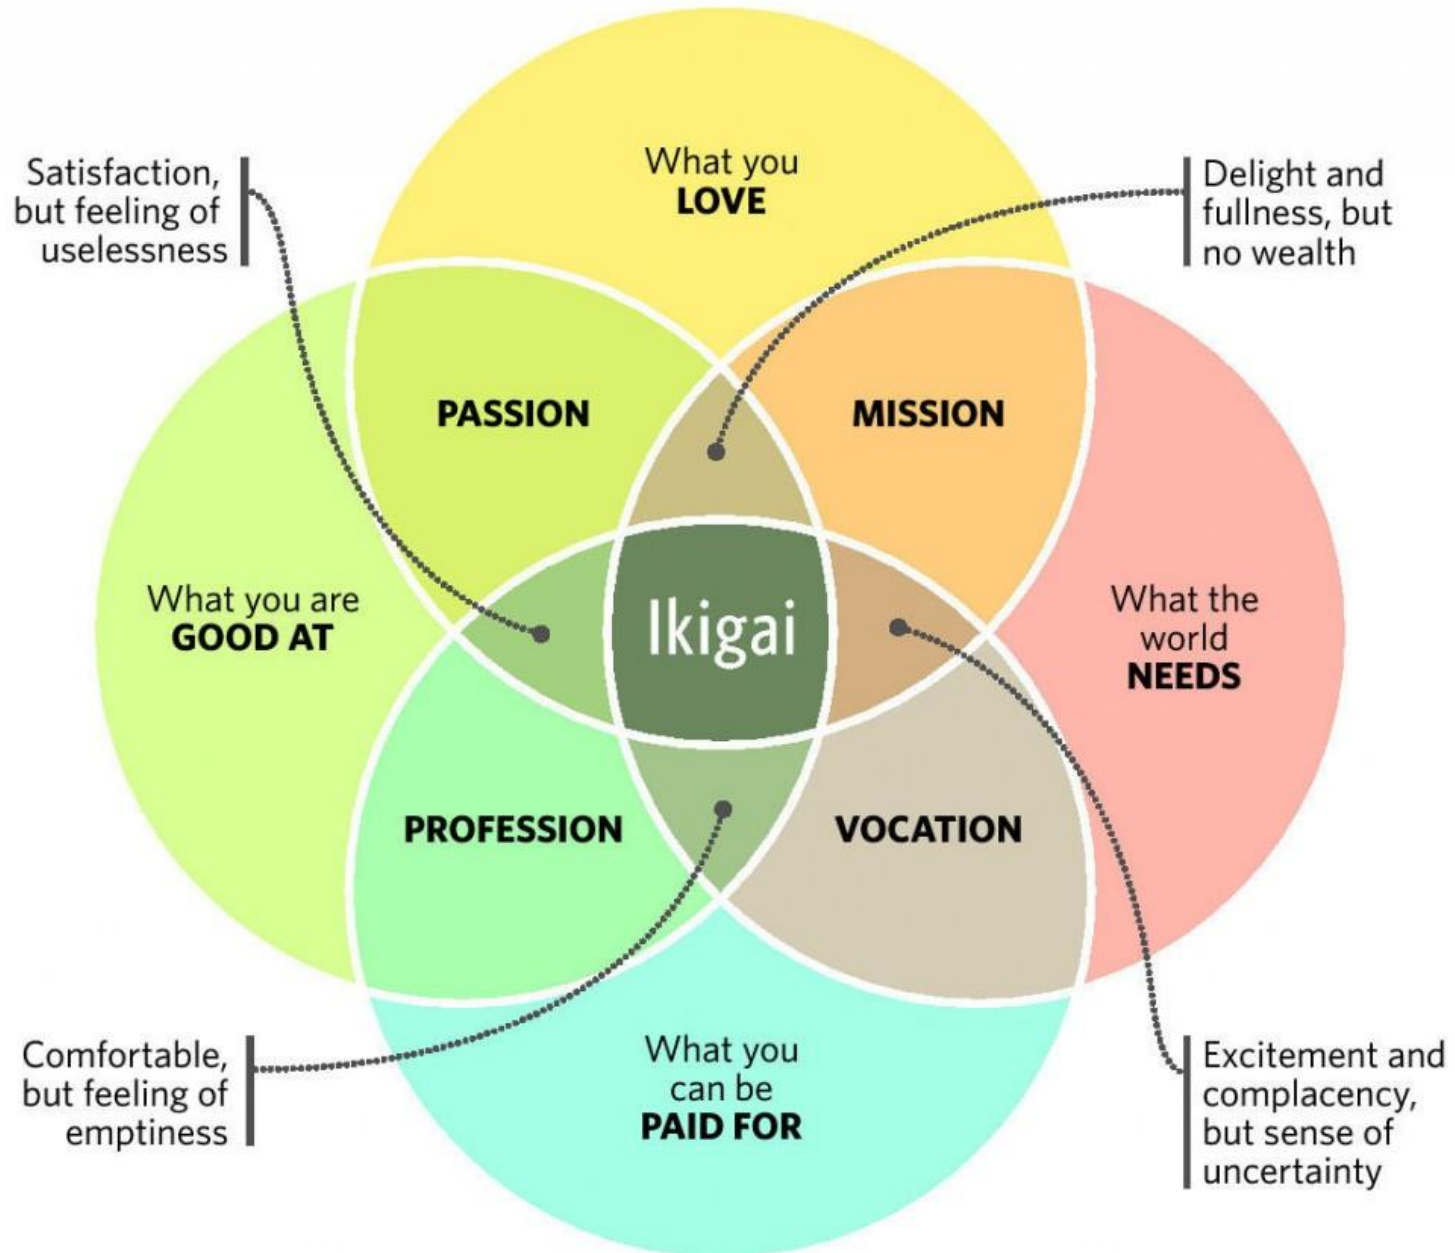 What you
LOVE
Satisfaction,
but feeling of
uselessness
Delight and
fullness, but
no wealth
PASSION
MISSION
What you are
GOOD AT
Ikigai
What the
world
NEEDS
PROFESSION
VOCATION
Comfortable,
but feeling of
emptiness
What you
can be
PAID FOR
Excitement and
complacency,
but sense of
uncertainty